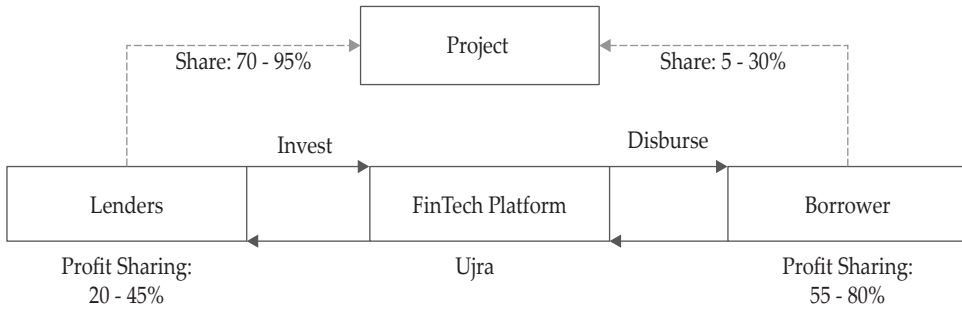 Project
Share: 70 - 95%
Share: 5 - 30%
Invest
Disburse
Lenders
FinTech Platform
Borrower
Profit Sharing:
20 - 45%
Ujra
Profit Sharing:
55 - 80%